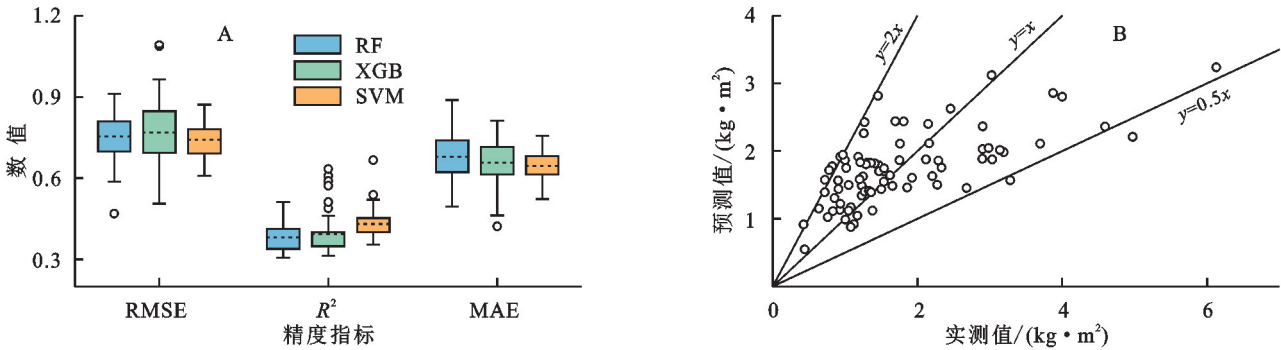 A
1.2
0.9
0.6
0.3
数 值
RF
XGB
SVM
RMSE
R²
MAE
精度指标
B
4
3
2
1
预测值/(kg·m²)
y=2x
y=x
y=0.5x
0
2
4
6
实测值/(kg·m²)